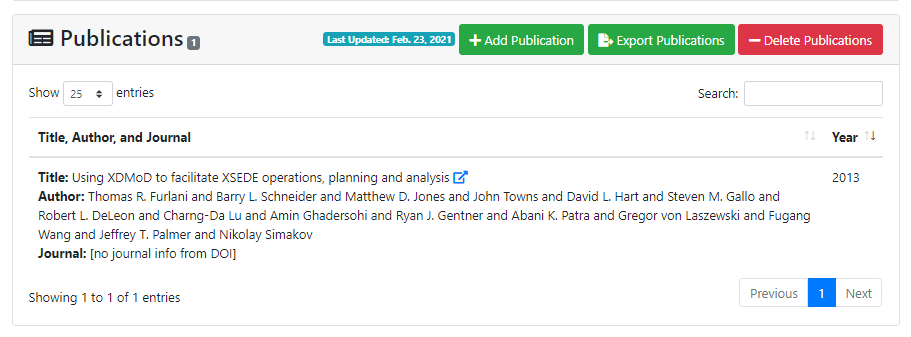 Publications 1
Last Updated: Feb. 23, 2021
Add Publication
Export Publications
Delete Publications
Show 25 entries
Search:
Title, Author, and Journal
Year
Title: Using XDMoD to facilitate XSEDE operations, planning and analysis
2013
Author: Thomas R. Furlani and Barry L. Schneider and Matthew D. Jones and John Towns and David L. Hart and Steven M. Gallo and
Robert L. DeLeon and Charng-Da Lu and Amin Ghadersohi and Ryan J. Gentner and Abani K. Patra and Gregor von Laszewski and Fugang
Wang and Jeffrey T. Palmer and Nikolay Simakov
Journal: [no journal info from DOI]
Showing 1 to 1 of 1 entries
Previous 1 Next